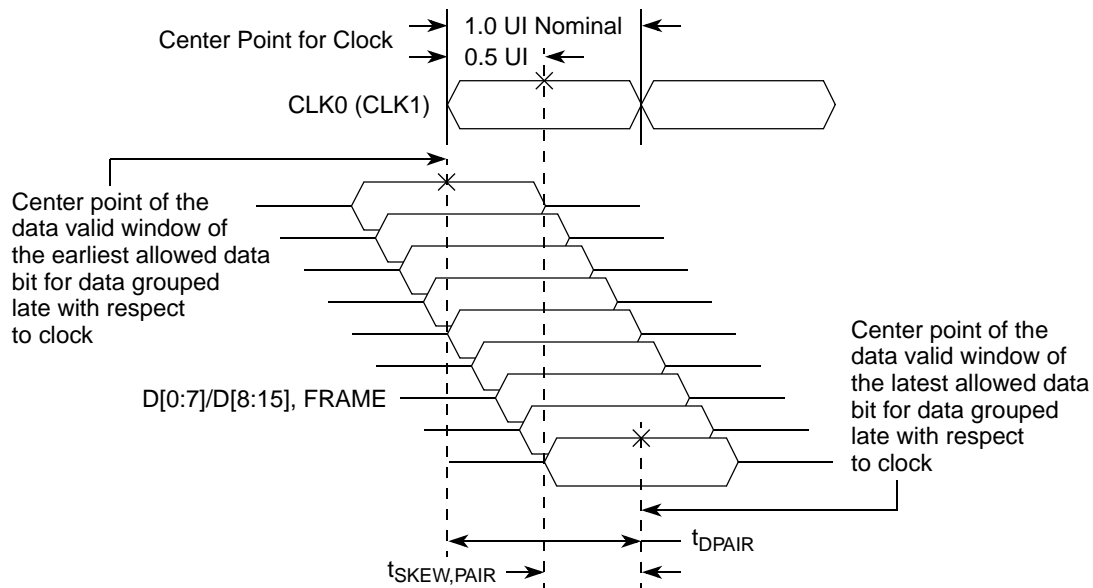 1.0 UI Nominal
Center Point for Clock
0.5 UI
CLK0 (CLK1)
Center point of the
data valid window of
the earliest allowed data
bit for data grouped
late with respect
to clock
D[0:7]/D[8:15], FRAME
Center point of the
data valid window of
the latest allowed data
bit for data grouped
late with respect
to clock
tDPAIR
tSKEW,PAIR